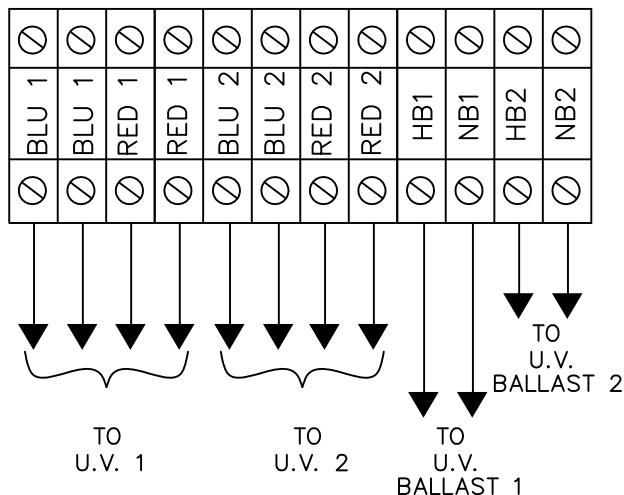 BLU 1
BLU 1
RED 1
RED 1
BLU 2
BLU 2
RED 2
RED 2
HB1
NB1
HB2
NB2
TO
U.V. 1
TO
U.V. 2
TO
U.V.
BALLAST 1
TO
U.V.
BALLAST 2